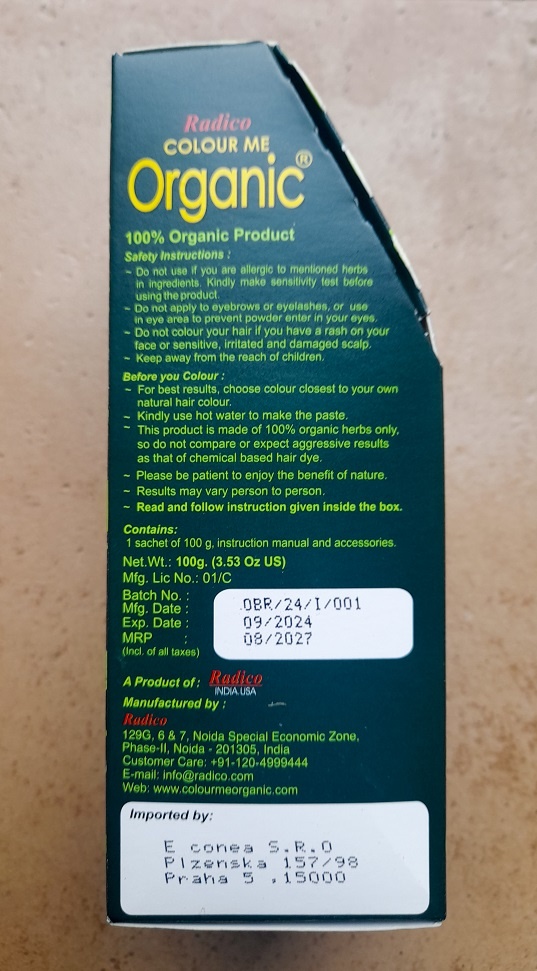 Radico
COLOUR ME
Organic®
100% Organic Product
Safety Instructions :
~ Do not use if you are allergic to mentioned herbs
in ingredients. Kindly make sensitivity test before
using the product.
~ Do not apply to eyebrows or eyelashes, or use
in eye area to prevent powder enter in your eyes.
~ Do not colour your hair if you have a rash on your
face or sensitive, irritated and damaged scalp.
~ Keep away from the reach of children.
Before you Colour :
~ For best results, choose colour closest to your own
natural hair colour.
~ Kindly use hot water to make the paste.
~ This product is made of 100% organic herbs only,
so do not compare or expect aggressive results
as that of chemical based hair dye.
~ Please be patient to enjoy the benefit of nature.
~ Results may vary person to person.
~ Read and follow instruction given inside the box.
Contains:
1 sachet of 100 g, instruction manual and accessories.
Net.Wt.: 100g. (3.53 Oz US)
Mfg. Lic No.: 01/C
Batch No. : OBR/24/I/001
Mfg. Date : 09/2024
Exp. Date : 08/2027
MRP :
(Incl. of all taxes)
A Product of : Radico
INDIA.USA
Manufactured by :
Radico
129G, 6 & 7, Noida Special Economic Zone,
Phase-II, Noida - 201305, India
Customer Care: +91-120-4999444
E-mail: info@radico.com
Web: www.colourmeorganic.com
Imported by:
E conea S.R.O
Plzenska 157/98
Praha 5 ,15000